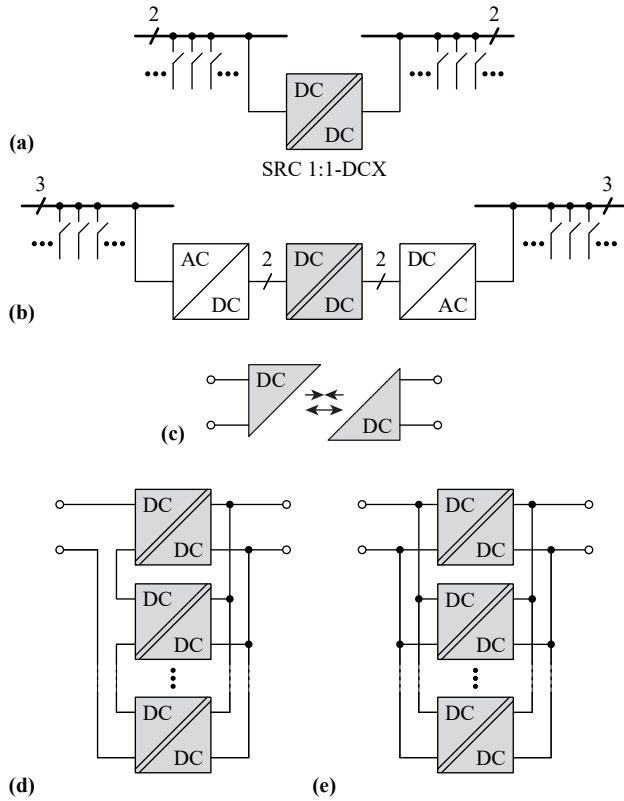 2 2
DC
DC
(a)
SRC 1:1-DCX
3 3
AC DC 2 DC 2 DC
DC DC AC
(b)
DC
DC
(c)
DC DC
DC DC
DC DC
DC DC
DC DC
DC DC
(d) (e)